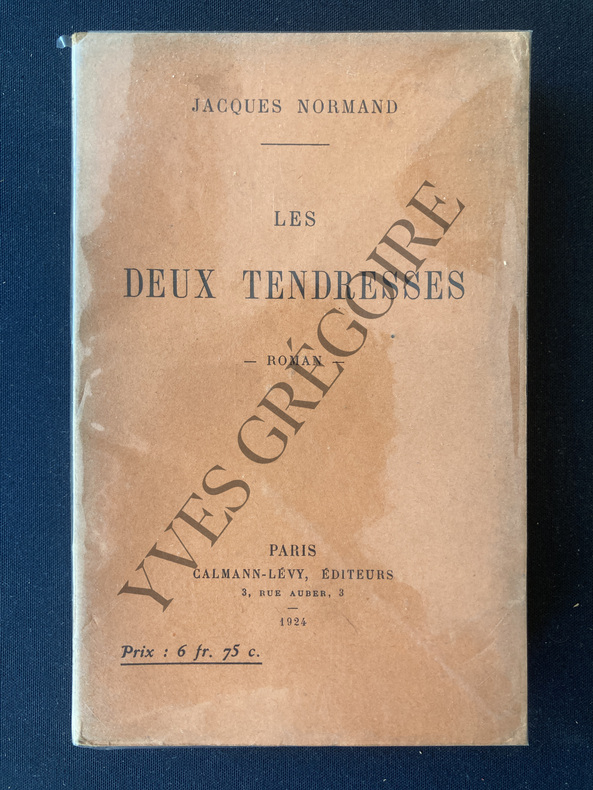 JACQUES NORMAND
LES
DEUX TENDRESSES
— ROMAN —
YVES GRÉGOIRE
PARIS
CALMANN-LÉVY, ÉDITEURS
3, RUE AUBER, 3
1924
Prix : 6 fr. 75 c.